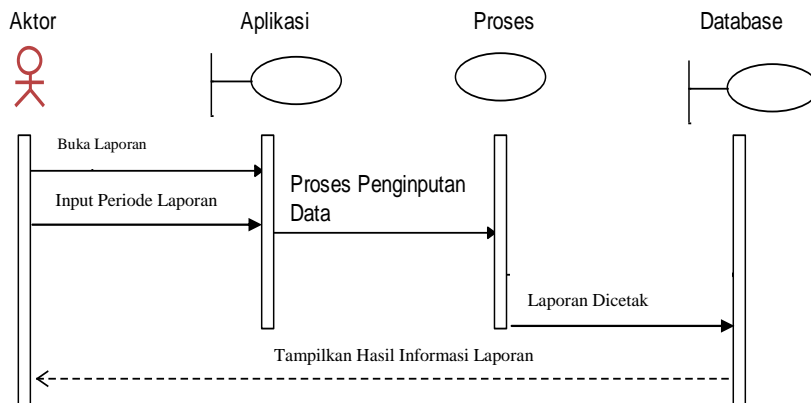 Aktor
Aplikasi
Proses
Database
Buka Laporan
Input Periode Laporan
Proses Penginputan
Data
Laporan Dicetak
Tampilkan Hasil Informasi Laporan